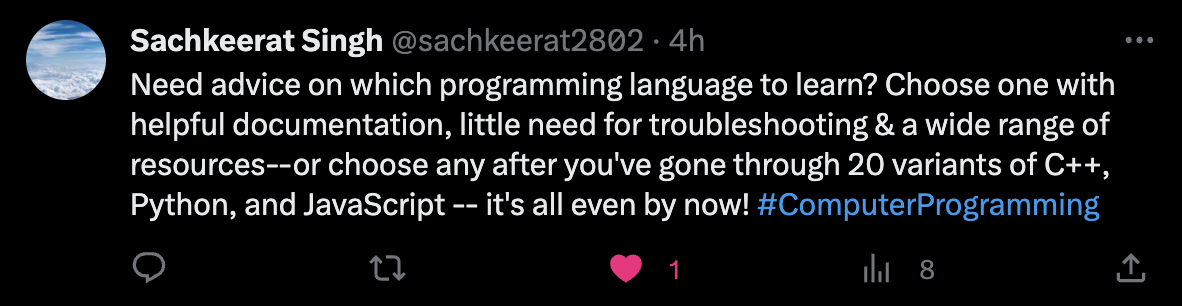 Sachkeerat Singh @sachkeerat2802 · 4h
Need advice on which programming language to learn? Choose one with
helpful documentation, little need for troubleshooting & a wide range of
resources--or choose any after you've gone through 20 variants of C++,
Python, and JavaScript -- it's all even by now! #ComputerProgramming
1 8